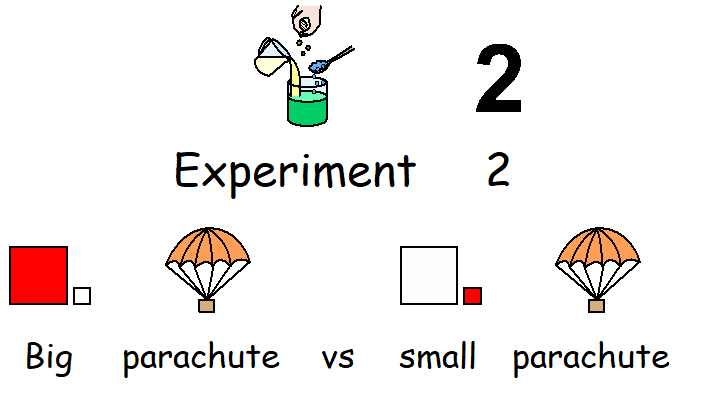 2
Experiment 2
Big parachute vs small parachute